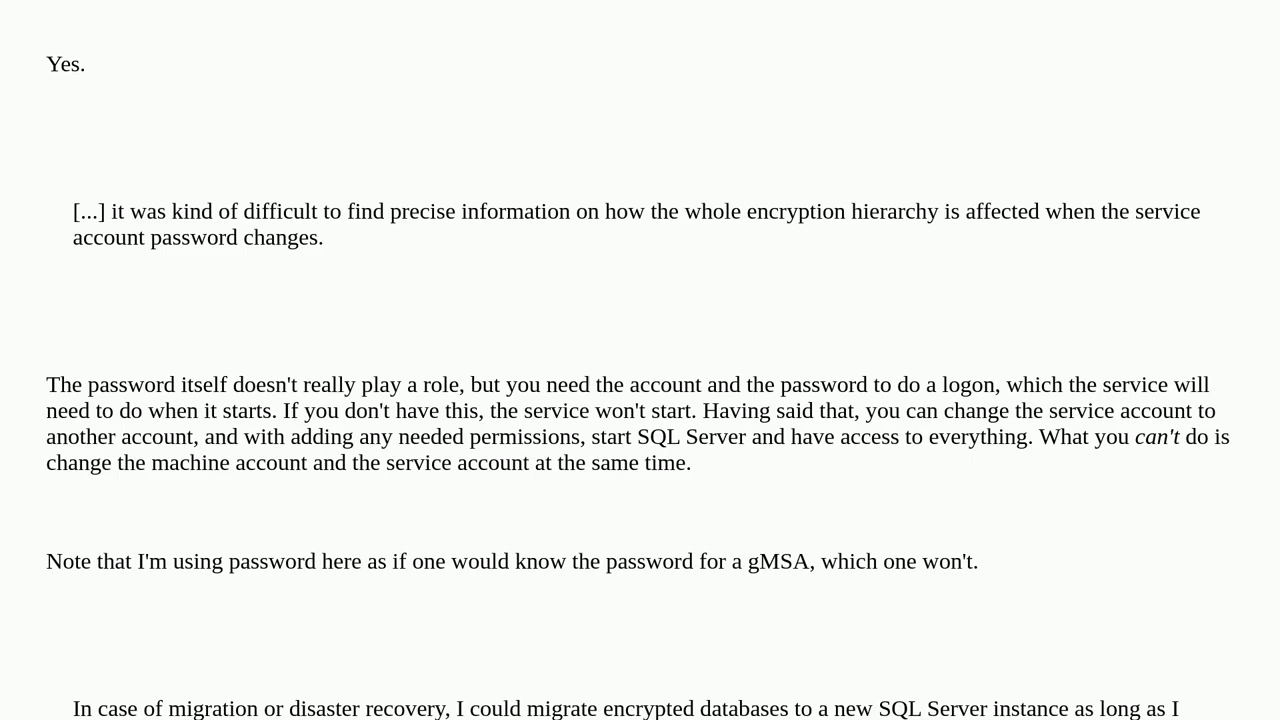 Yes.
[...] it was kind of difficult to find precise information on how the whole encryption hierarchy is affected when the service
account password changes.
The password itself doesn't really play a role, but you need the account and the password to do a logon, which the service will
need to do when it starts. If you don't have this, the service won't start. Having said that, you can change the service account to
another account, and with adding any needed permissions, start SQL Server and have access to everything. What you can't do is
change the machine account and the service account at the same time.
Note that I'm using password here as if one would know the password for a gMSA, which one won't.
In case of migration or disaster recovery, I could migrate encrypted databases to a new SQL Server instance as long as I